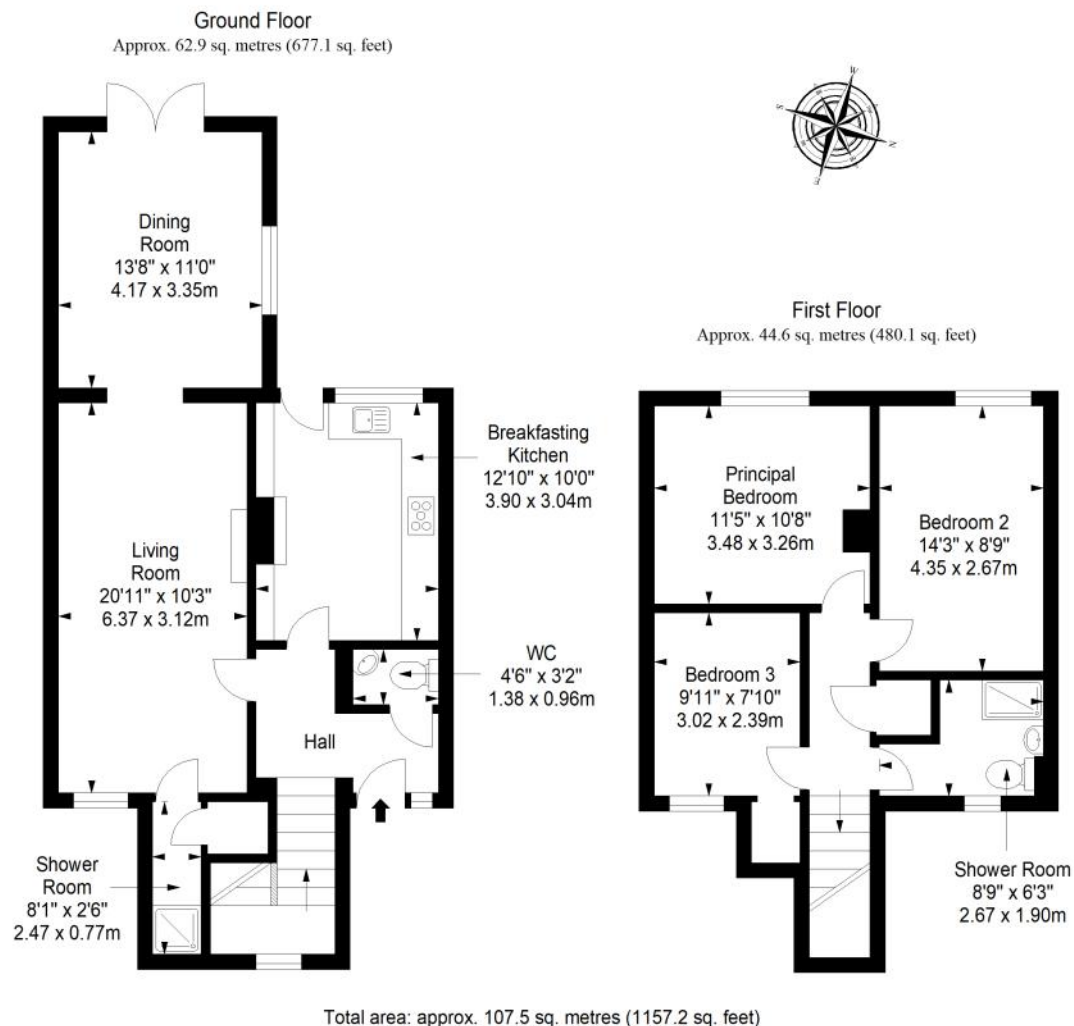 Ground Floor
Approx. 62.9 sq. metres (677.1 sq. feet)
W
S
N
E
Dining
Room
13'8" x 11'0"
4.17 x 3.35m
Breakfasting
Kitchen
12'10" x 10'0"
3.90 x 3.04m
Living
Room
20'11" x 10'3"
6.37 x 3.12m
WC
4'6" x 3'2"
1.38 x 0.96m
Hall
Shower
Room
8'1" x 2'6"
2.47 x 0.77m
First Floor
Approx. 44.6 sq. metres (480.1 sq. feet)
Principal
Bedroom
11'5" x 10'8"
3.48 x 3.26m
Bedroom 2
14'3" x 8'9"
4.35 x 2.67m
Bedroom 3
9'11" x 7'10"
3.02 x 2.39m
Shower Room
8'9" x 6'3"
2.67 x 1.90m
Total area: approx. 107.5 sq. metres (1157.2 sq. feet)